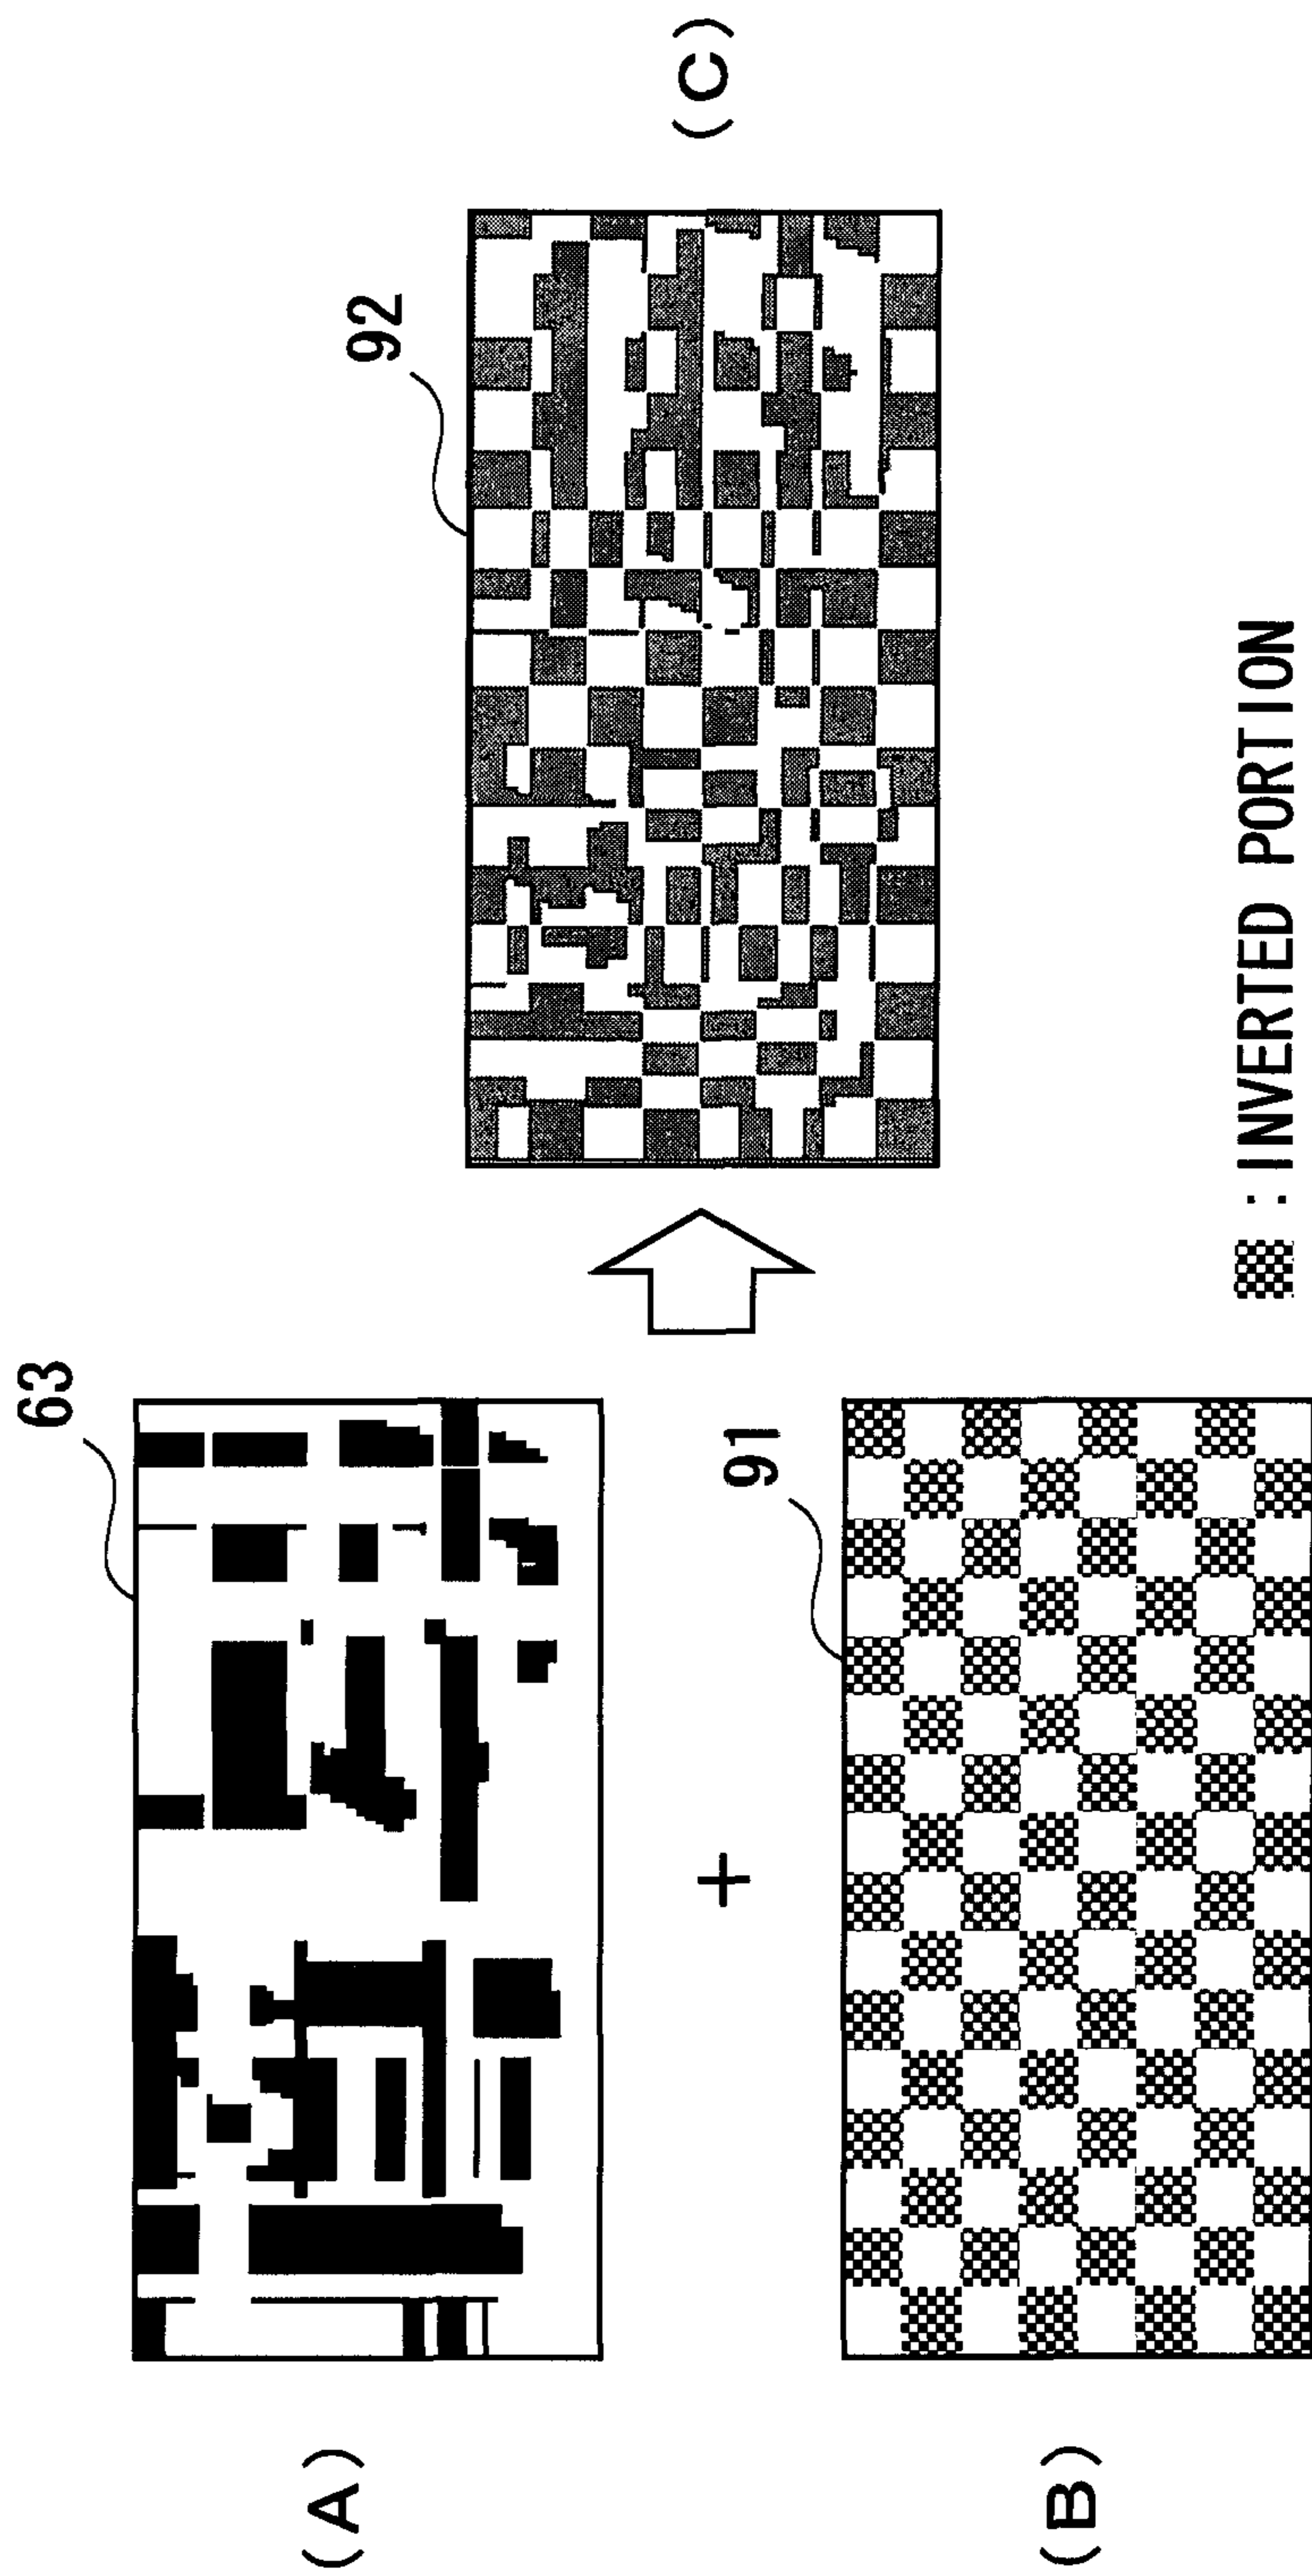 63
(A)
+
91
(B)
92
(C)
: INVERTED PORTION